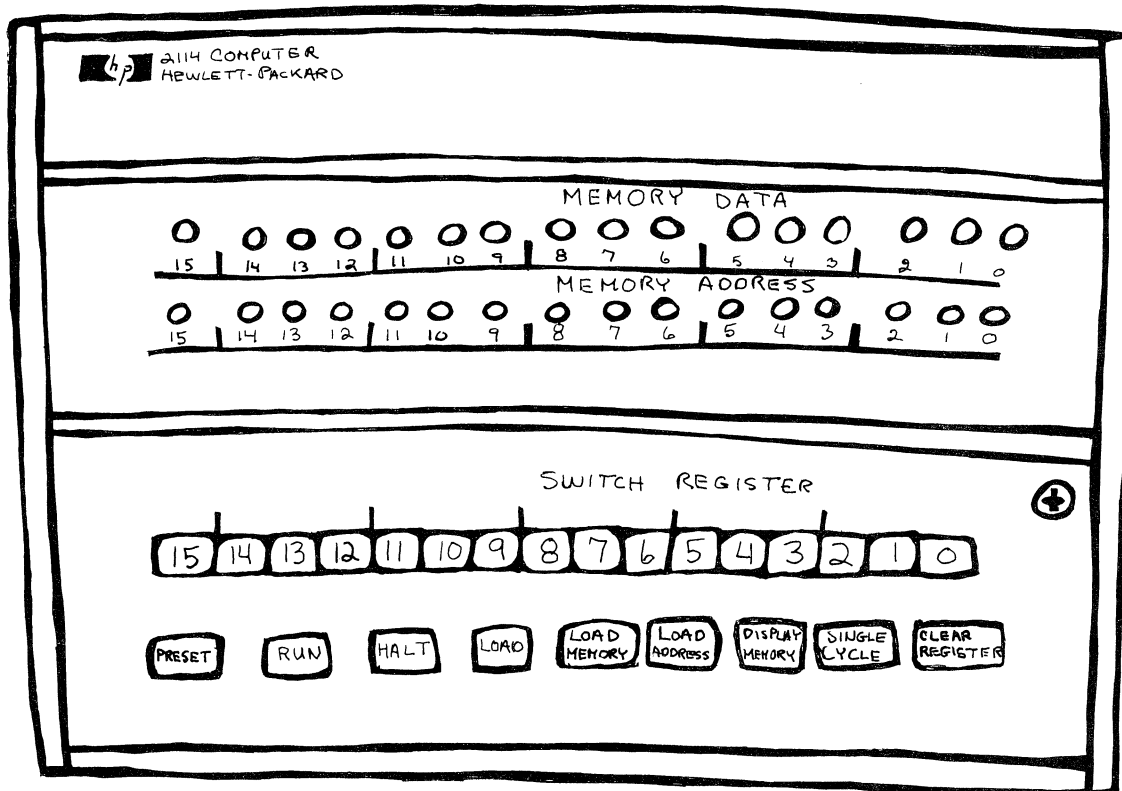 hp 2114 COMPUTER
HEWLETT-PACKARD
MEMORY DATA
15 14 13 12 11 10 9 8 7 6 5 4 3 2 1 0
MEMORY ADDRESS
15 14 13 12 11 10 9 8 7 6 5 4 3 2 1 0
SWITCH REGISTER
15 14 13 12 11 10 9 8 7 6 5 4 3 2 1 0
PRESET
RUN
HALT
LOAD
LOAD
MEMORY
LOAD
ADDRESS
DISPLAY
MEMORY
SINGLE
CYCLE
CLEAR
REGISTER